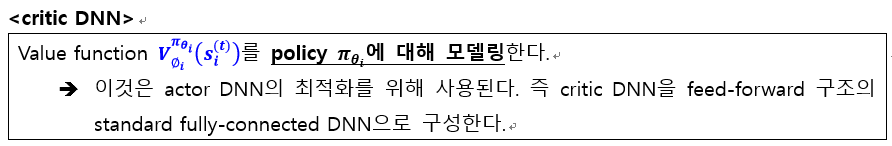 <critic DNN>
Value function $V_{\emptyset_i}^{\pi_{\theta_i}}(s_i^{(t)})$를 policy $\pi_{\theta_i}$에 대해 모델링한다.
➔ 이것은 actor DNN의 최적화를 위해 사용된다. 즉 critic DNN을 feed-forward 구조의
standard fully-connected DNN으로 구성한다.